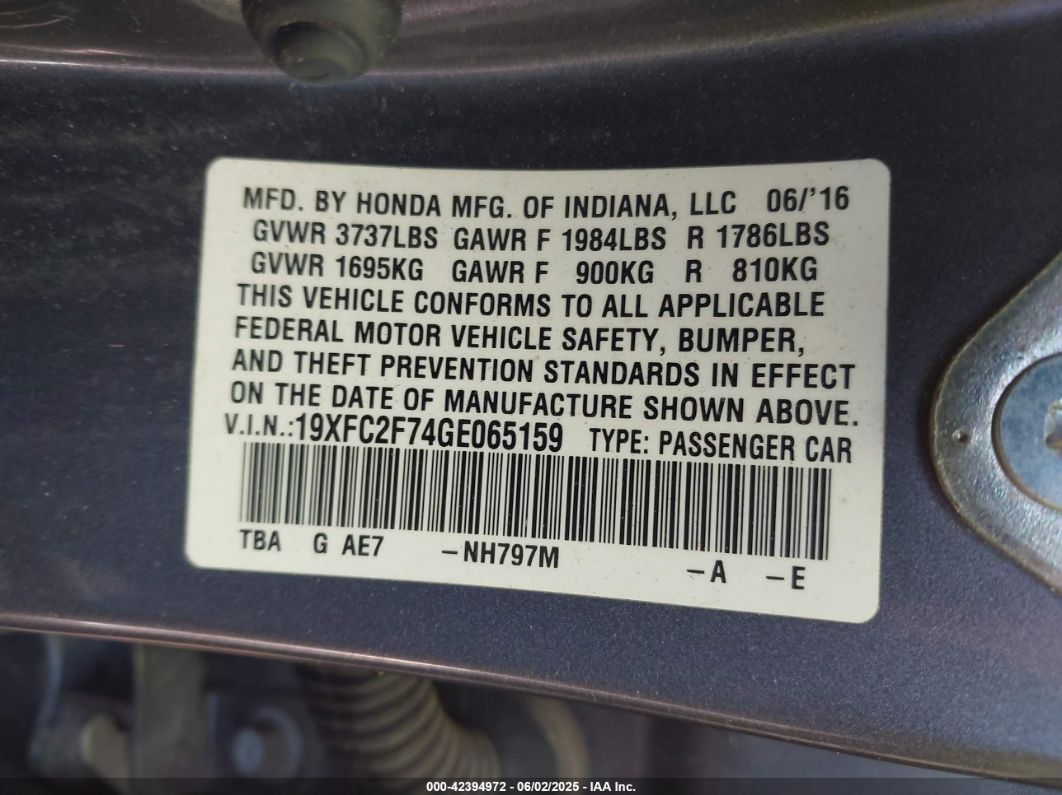 MFD. BY HONDA MFG. OF INDIANA, LLC 06/'16
GVWR 3737LBS GAWR F 1984LBS R 1786LBS
GVWR 1695KG GAWR F 900KG R 810KG
THIS VEHICLE CONFORMS TO ALL APPLICABLE
FEDERAL MOTOR VEHICLE SAFETY, BUMPER,
AND THEFT PREVENTION STANDARDS IN EFFECT
ON THE DATE OF MANUFACTURE SHOWN ABOVE.
V.I.N.:19XFC2F74GE065159 TYPE: PASSENGER CAR
TBA G AE7 –NH797M –A –E
000-42394972 - 06/02/2025 - IAA Inc.